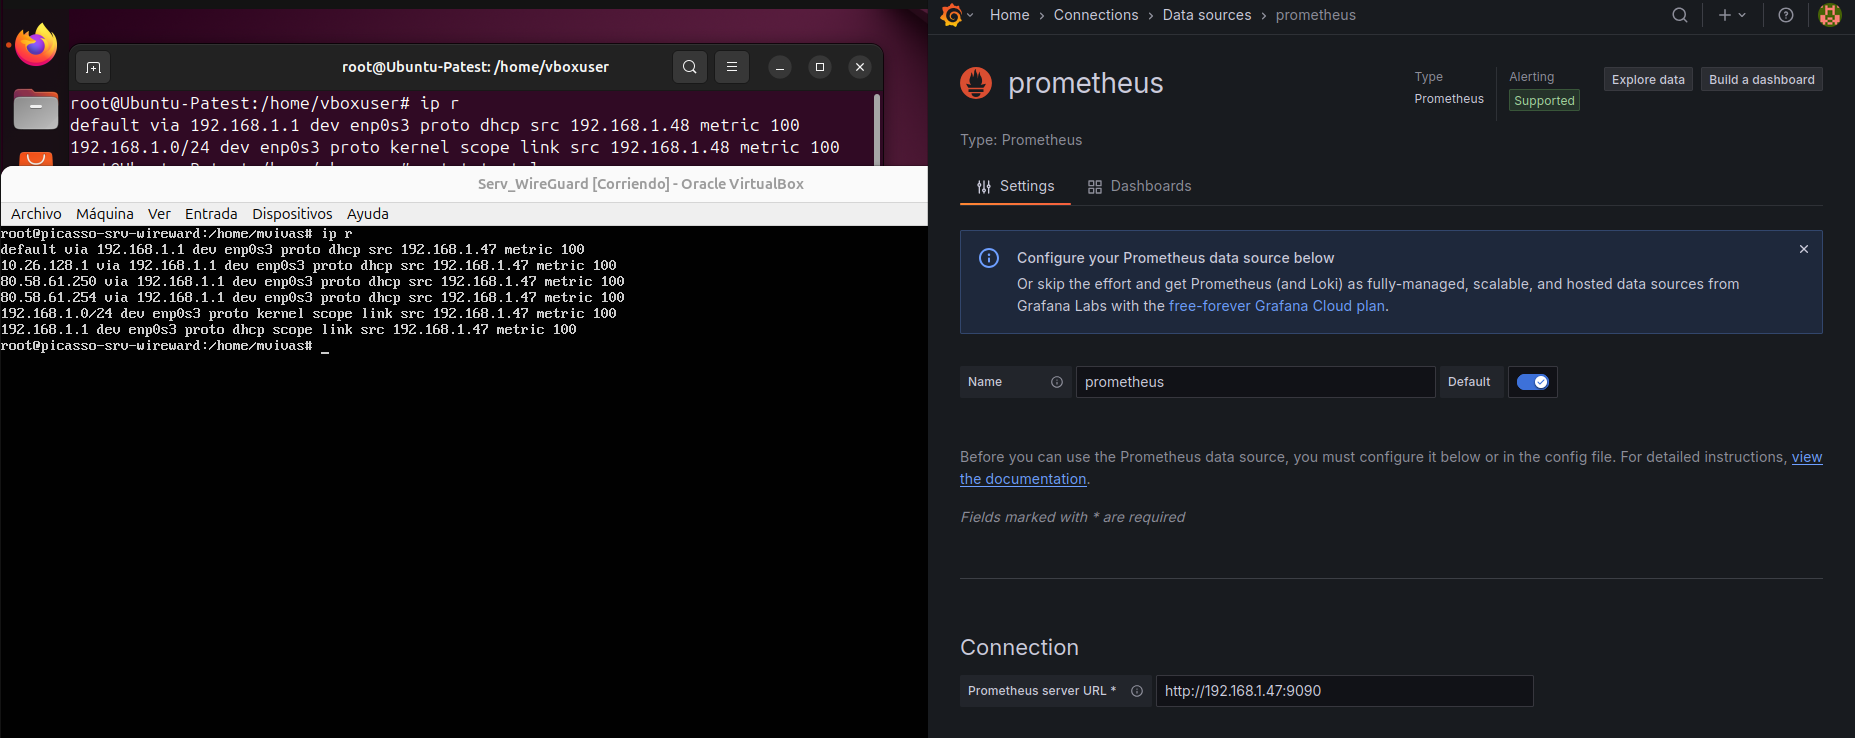 root@Ubuntu-Patest: /home/vboxuser
root@Ubuntu-Patest:/home/vboxuser# ip r
default via 192.168.1.1 dev enp0s3 proto dhcp src 192.168.1.48 metric 100
192.168.1.0/24 dev enp0s3 proto kernel scope link src 192.168.1.48 metric 100
Serv_WireGuard [Corriendo] - Oracle VirtualBox
Archivo Máquina Ver Entrada Dispositivos Ayuda
root@picasso-srv-wireward:/home/mvivas# ip r
default via 192.168.1.1 dev enp0s3 proto dhcp src 192.168.1.47 metric 100
10.26.128.1 via 192.168.1.1 dev enp0s3 proto dhcp src 192.168.1.47 metric 100
80.58.61.250 via 192.168.1.1 dev enp0s3 proto dhcp src 192.168.1.47 metric 100
80.58.61.254 via 192.168.1.1 dev enp0s3 proto dhcp src 192.168.1.47 metric 100
192.168.1.0/24 dev enp0s3 proto kernel scope link src 192.168.1.47 metric 100
192.168.1.1 dev enp0s3 proto dhcp scope link src 192.168.1.47 metric 100
root@picasso-srv-wireward:/home/mvivas# _
Home › Connections › Data sources › prometheus
prometheus
Type
Prometheus
Alerting
Supported
Explore data
Build a dashboard
Type: Prometheus
Settings
Dashboards
Configure your Prometheus data source below
Or skip the effort and get Prometheus (and Loki) as fully-managed, scalable, and hosted data sources from
Grafana Labs with the free-forever Grafana Cloud plan.
Name
prometheus
Default
Before you can use the Prometheus data source, you must configure it below or in the config file. For detailed instructions, view
the documentation.
Fields marked with * are required
Connection
Prometheus server URL *
http://192.168.1.47:9090